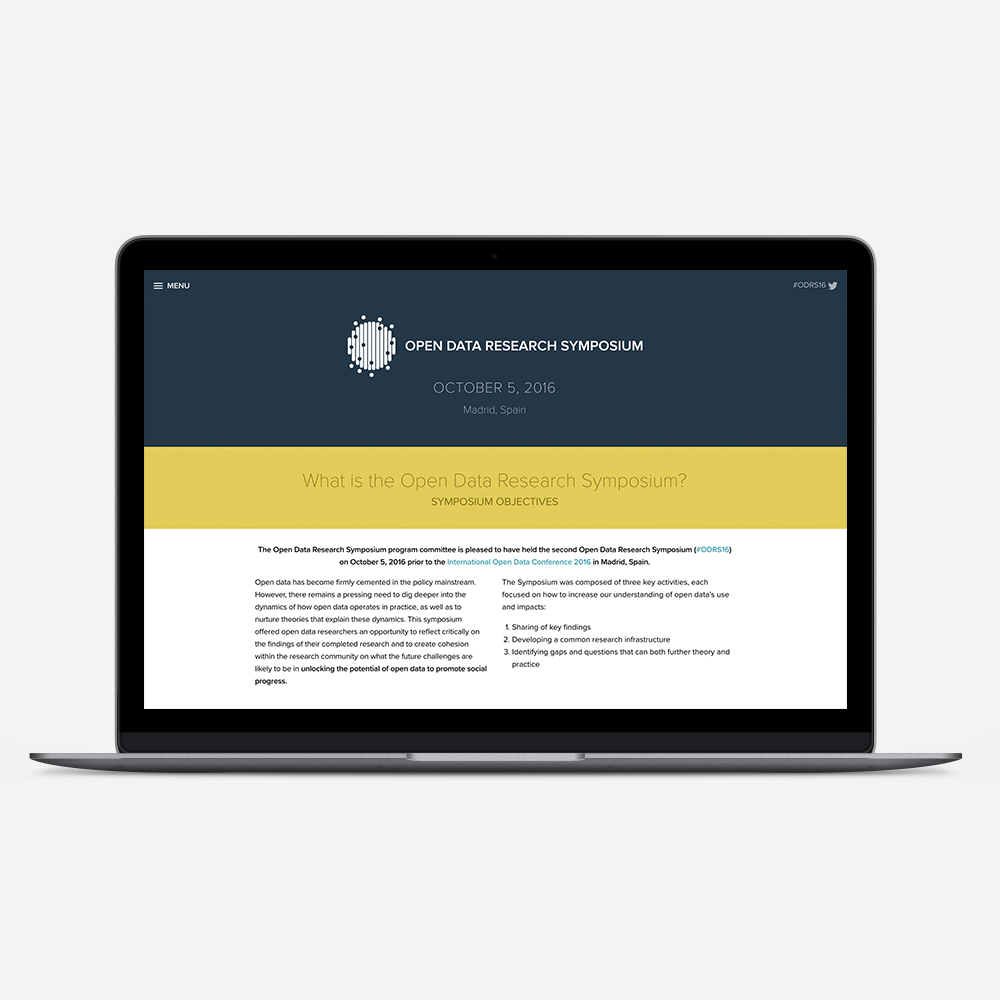 MENU
#ODRS16
OPEN DATA RESEARCH SYMPOSIUM
OCTOBER 5, 2016
Madrid, Spain
What is the Open Data Research Symposium?
SYMPOSIUM OBJECTIVES
The Open Data Research Symposium program committee is pleased to have held the second Open Data Research Symposium (#ODRS16)
on October 5, 2016 prior to the International Open Data Conference 2016 in Madrid, Spain.
Open data has become firmly cemented in the policy mainstream.
However, there remains a pressing need to dig deeper into the
dynamics of how open data operates in practice, as well as to
nurture theories that explain these dynamics. This symposium
offered open data researchers an opportunity to reflect critically on
the findings of their completed research and to create cohesion
within the research community on what the future challenges are
likely to be in unlocking the potential of open data to promote social
progress.
The Symposium was composed of three key activities, each
focused on how to increase our understanding of open data's use
and impacts:
1. Sharing of key findings
2. Developing a common research infrastructure
3. Identifying gaps and questions that can both further theory and
practice